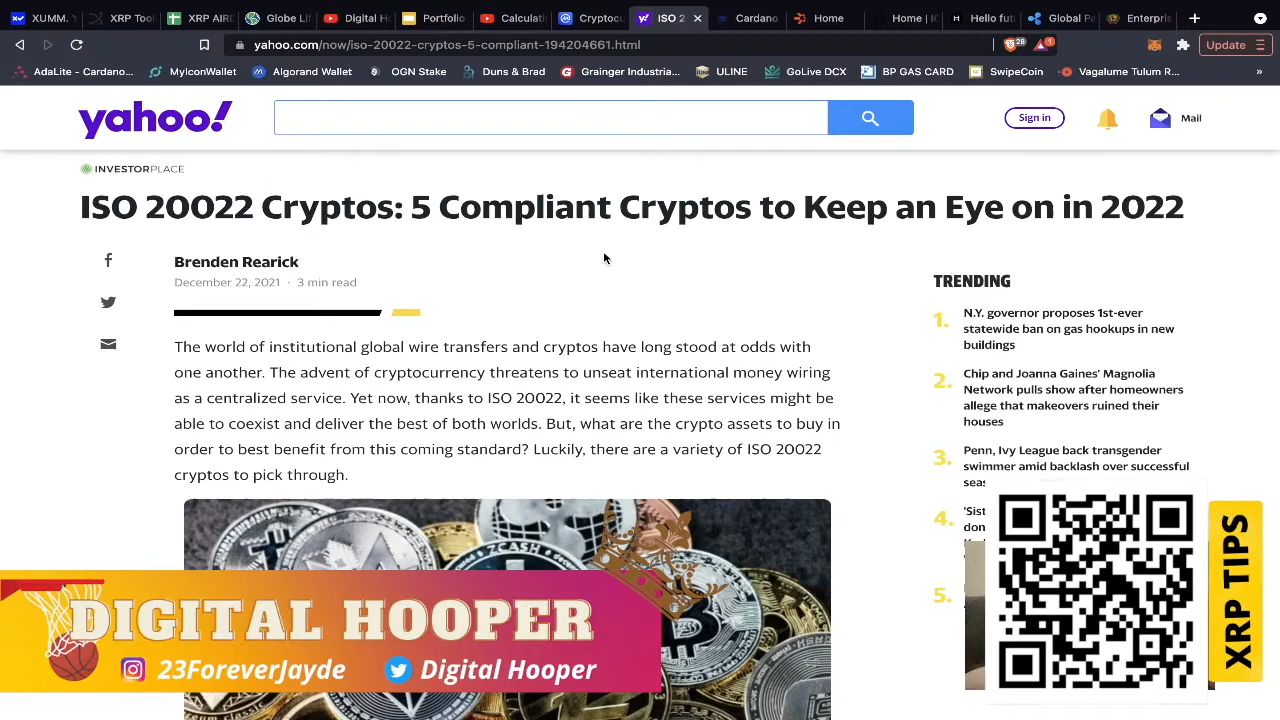 XUMM.
XRP Tool
XRP AIR
Globe Lif
Digital H
Portfolio
Calculati
Cryptocu
ISO 2
Cardano
Home
Home | IC
Hello fut
Global Pa
Enterpris
yahoo.com/now/iso-20022-cryptos-5-compliant-194204661.html
28
1
Update
AdaLite - Cardano...
MyIconWallet
Algorand Wallet
OGN Stake
Duns & Brad
Grainger Industria...
ULINE
GoLive DCX
BP GAS CARD
SwipeCoin
Vagalume Tulum R...
»
yahoo!
Sign in
Mail
INVESTORPLACE
ISO 20022 Cryptos: 5 Compliant Cryptos to Keep an Eye on in 2022
Brenden Rearick
December 22, 2021 · 3 min read
The world of institutional global wire transfers and cryptos have long stood at odds with
one another. The advent of cryptocurrency threatens to unseat international money wiring
as a centralized service. Yet now, thanks to ISO 20022, it seems like these services might be
able to coexist and deliver the best of both worlds. But, what are the crypto assets to buy in
order to best benefit from this coming standard? Luckily, there are a variety of ISO 20022
cryptos to pick through.
TRENDING
1. N.Y. governor proposes 1st-ever
statewide ban on gas hookups in new
buildings
2. Chip and Joanna Gaines' Magnolia
Network pulls show after homeowners
allege that makeovers ruined their
houses
3. Penn, Ivy League back transgender
swimmer amid backlash over successful
seas
4. 'Sist
don
5.
ZCASH
DIGITAL HOOPER
23ForeverJayde
Digital Hooper
XRP TIPS